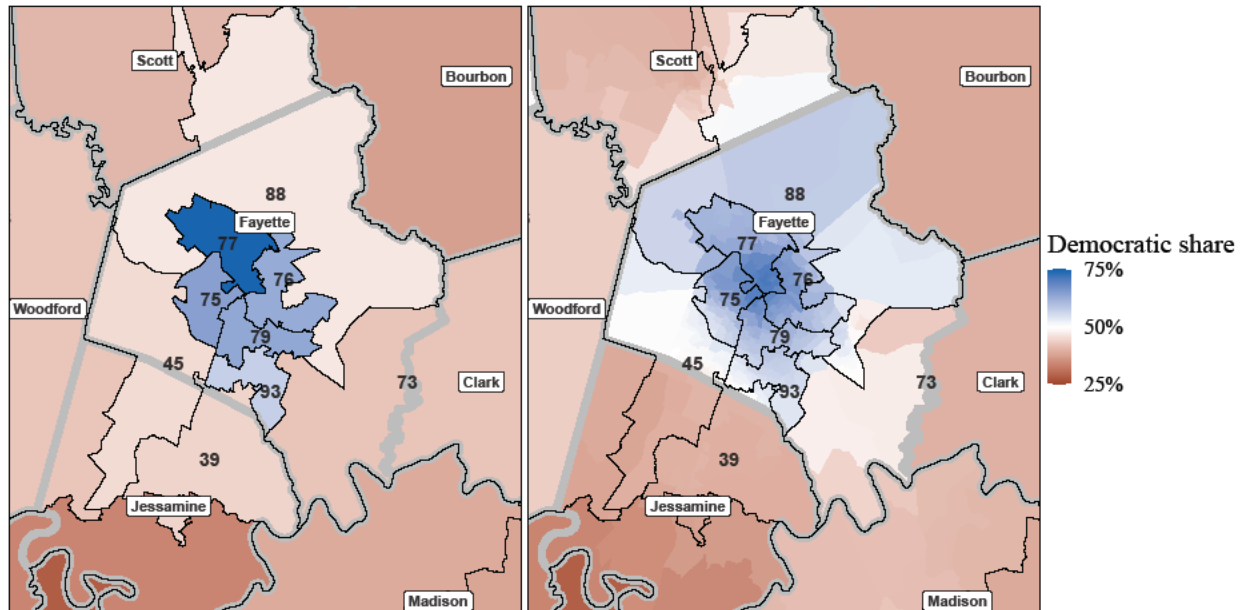 Scott
Bourbon
88
Fayette
77
76
75
Woodford
79
45
93
73
Clark
39
Jessamine
Madison
Scott
Bourbon
88
Fayette
77
76
75
Woodford
79
45
93
73
Clark
39
Jessamine
Madison
Democratic share
75%
50%
25%